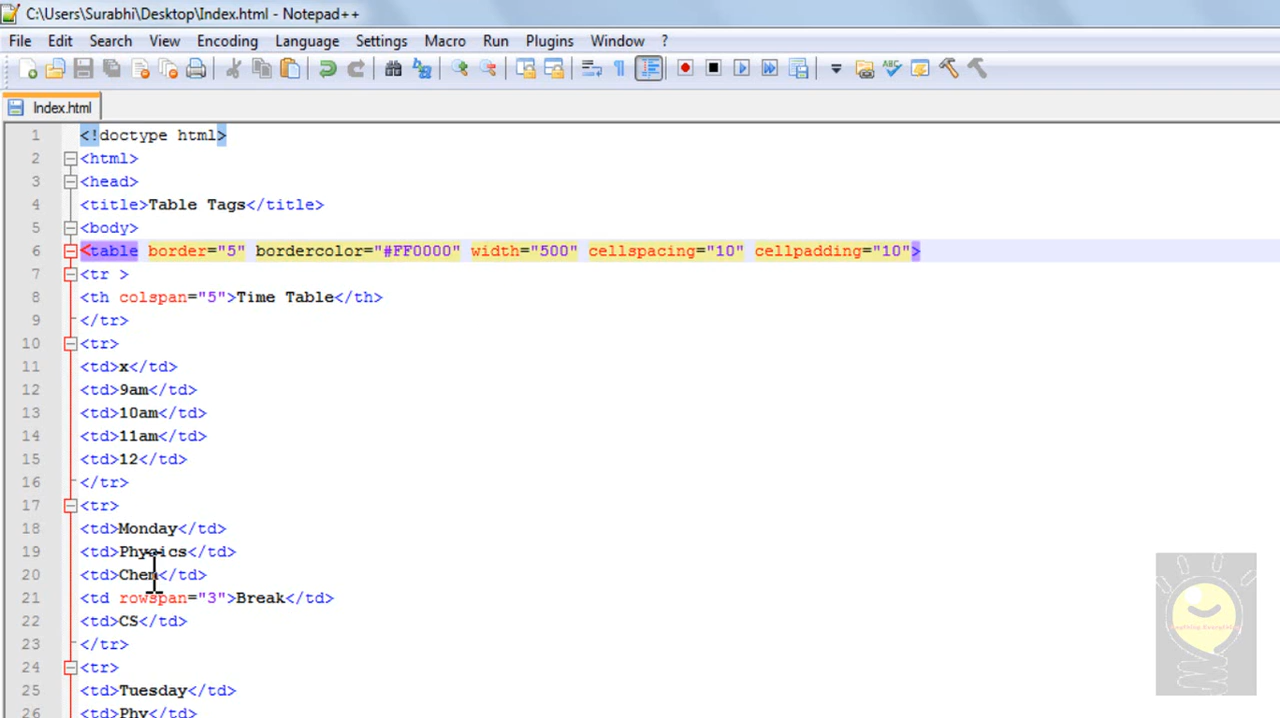 C:\Users\Surabhi\Desktop\Index.html - Notepad++
File Edit Search View Encoding Language Settings Macro Run Plugins Window ?
Index.html
1 <!doctype html>
2 <html>
3 <head>
4 <title>Table Tags</title>
5 <body>
6 <table border="5" bordercolor="#FF0000" width="500" cellspacing="10" cellpadding="10">
7 <tr >
8 <th colspan="5">Time Table</th>
9 </tr>
10 <tr>
11 <td>x</td>
12 <td>9am</td>
13 <td>10am</td>
14 <td>11am</td>
15 <td>12</td>
16 </tr>
17 <tr>
18 <td>Monday</td>
19 <td>Physics</td>
20 <td>Chem</td>
21 <td rowspan="3">Break</td>
22 <td>CS</td>
23 </tr>
24 <tr>
25 <td>Tuesday</td>
26 <td>Phy</td>